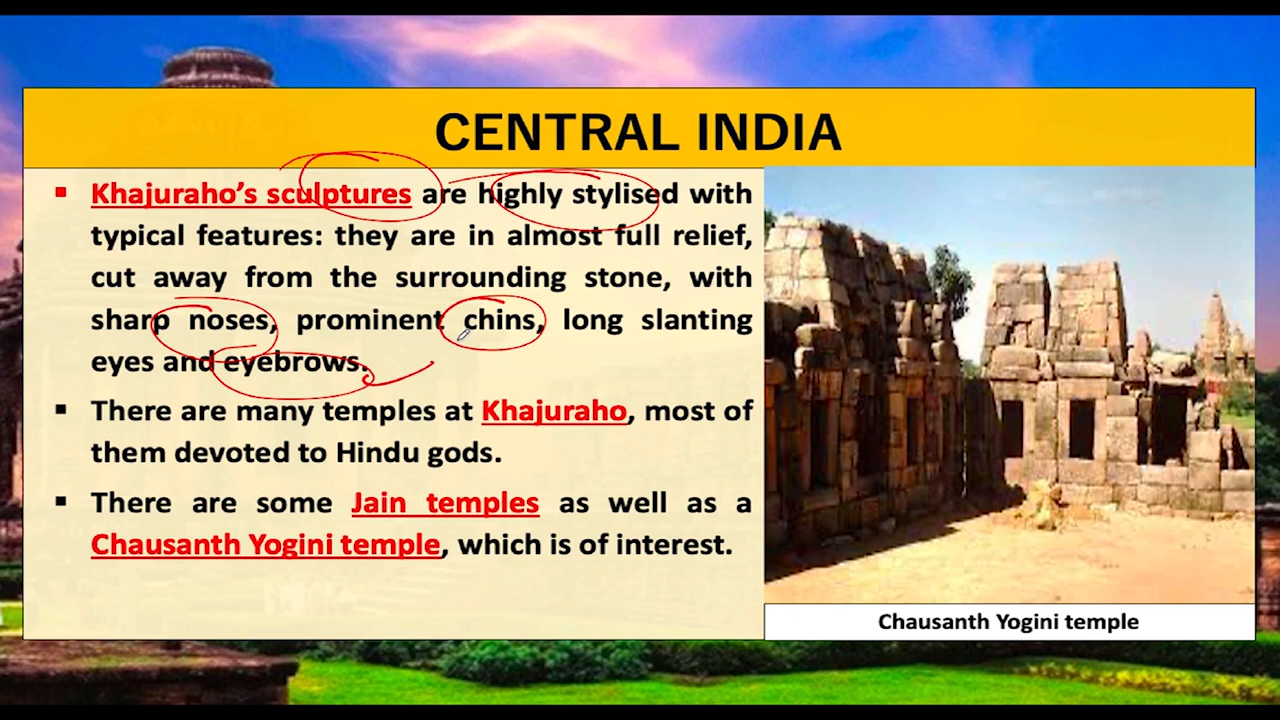 CENTRAL INDIA
▪ Khajuraho’s sculptures are highly stylised with
typical features: they are in almost full relief,
cut away from the surrounding stone, with
sharp noses, prominent chins, long slanting
eyes and eyebrows.
▪ There are many temples at Khajuraho, most of
them devoted to Hindu gods.
▪ There are some Jain temples as well as a
Chausanth Yogini temple, which is of interest.
Chausanth Yogini temple